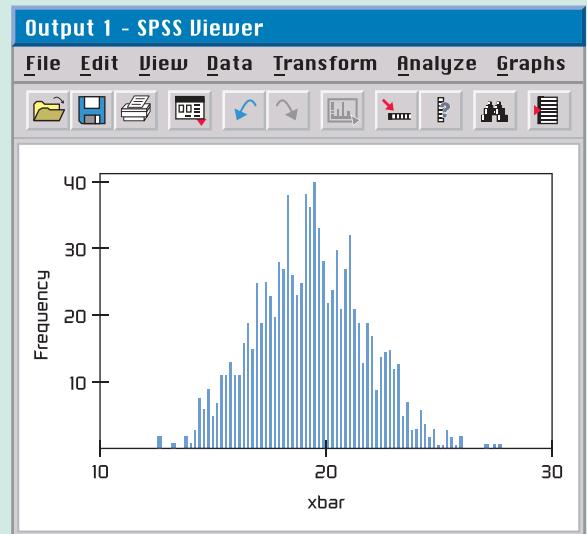 Output 1 - SPSS Viewer
File Edit View Data Transform Analyze Graphs
40
30
20
10
Frequency
10 20 30
xbar